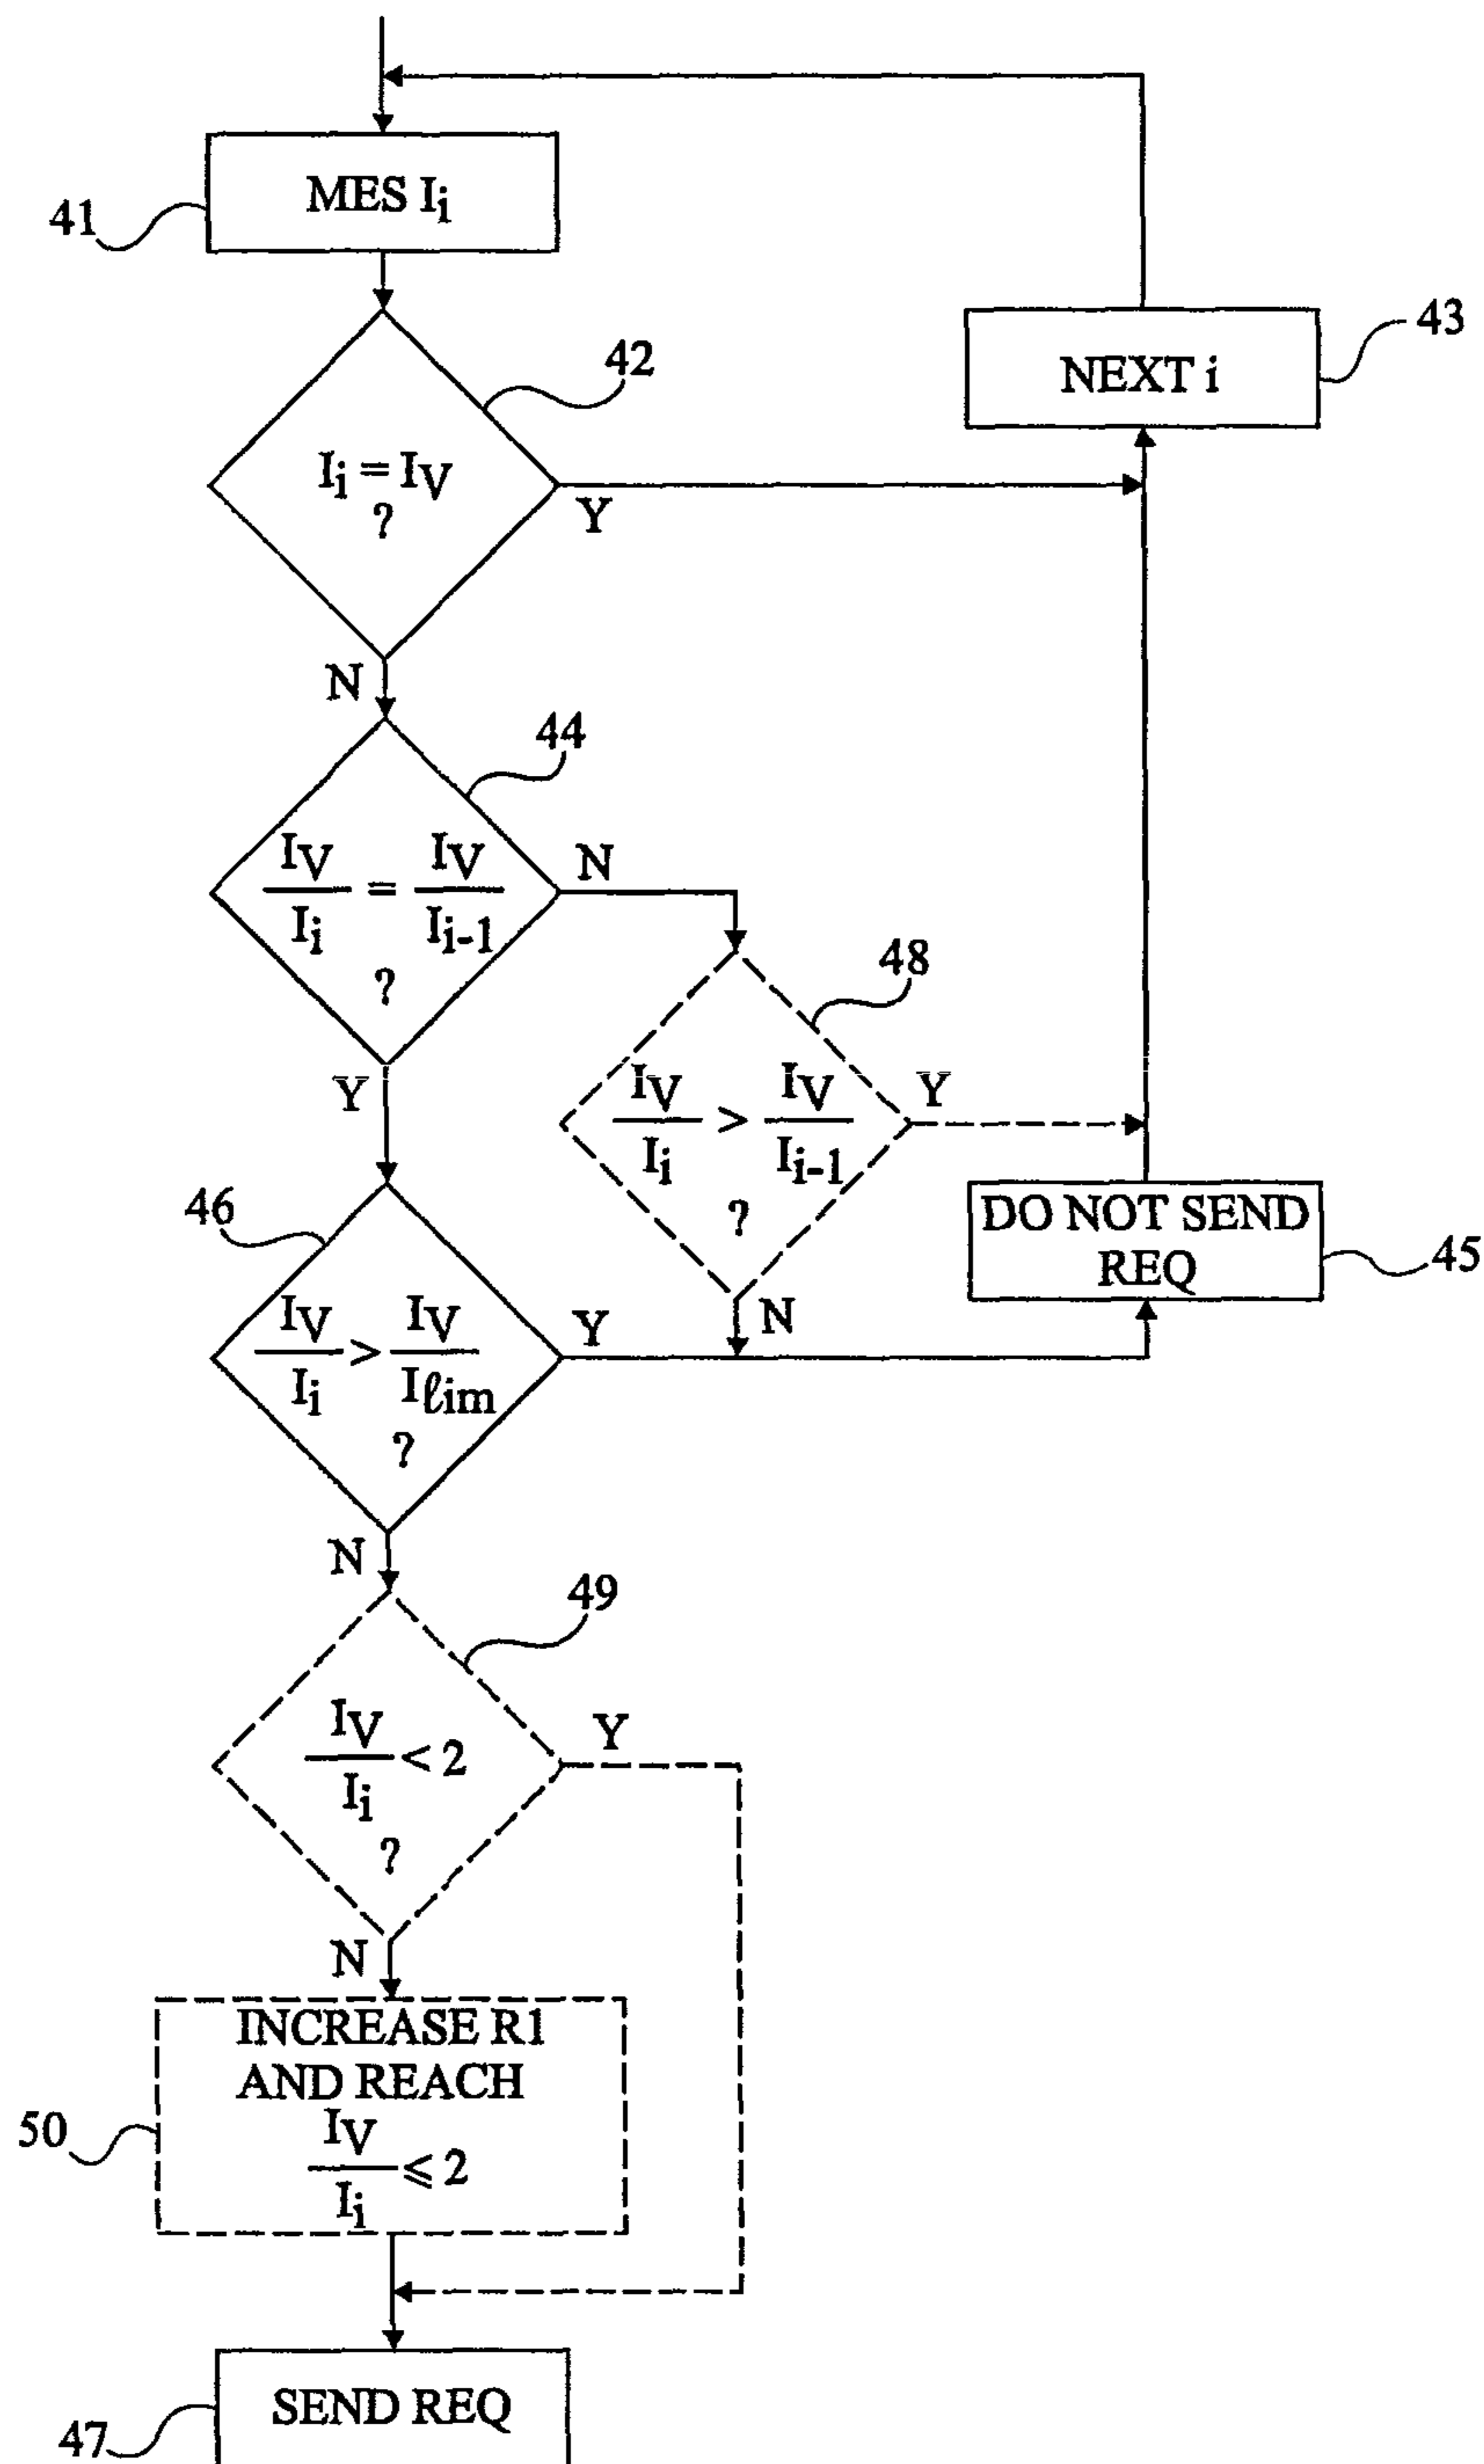 MES Ii
41
43
NEXT i
42
Ii = IV
?
Y
N
44
IV/Ii = IV/Ii-1
?
N
Y
48
IV/Ii > IV/Ii-1
?
Y
N
DO NOT SEND
REQ
45
46
IV/Ii > IV/Iℓim
?
Y
N
49
IV/Ii < 2
?
Y
N
INCREASE R1
AND REACH
IV/Ii ⩽ 2
50
SEND REQ
47